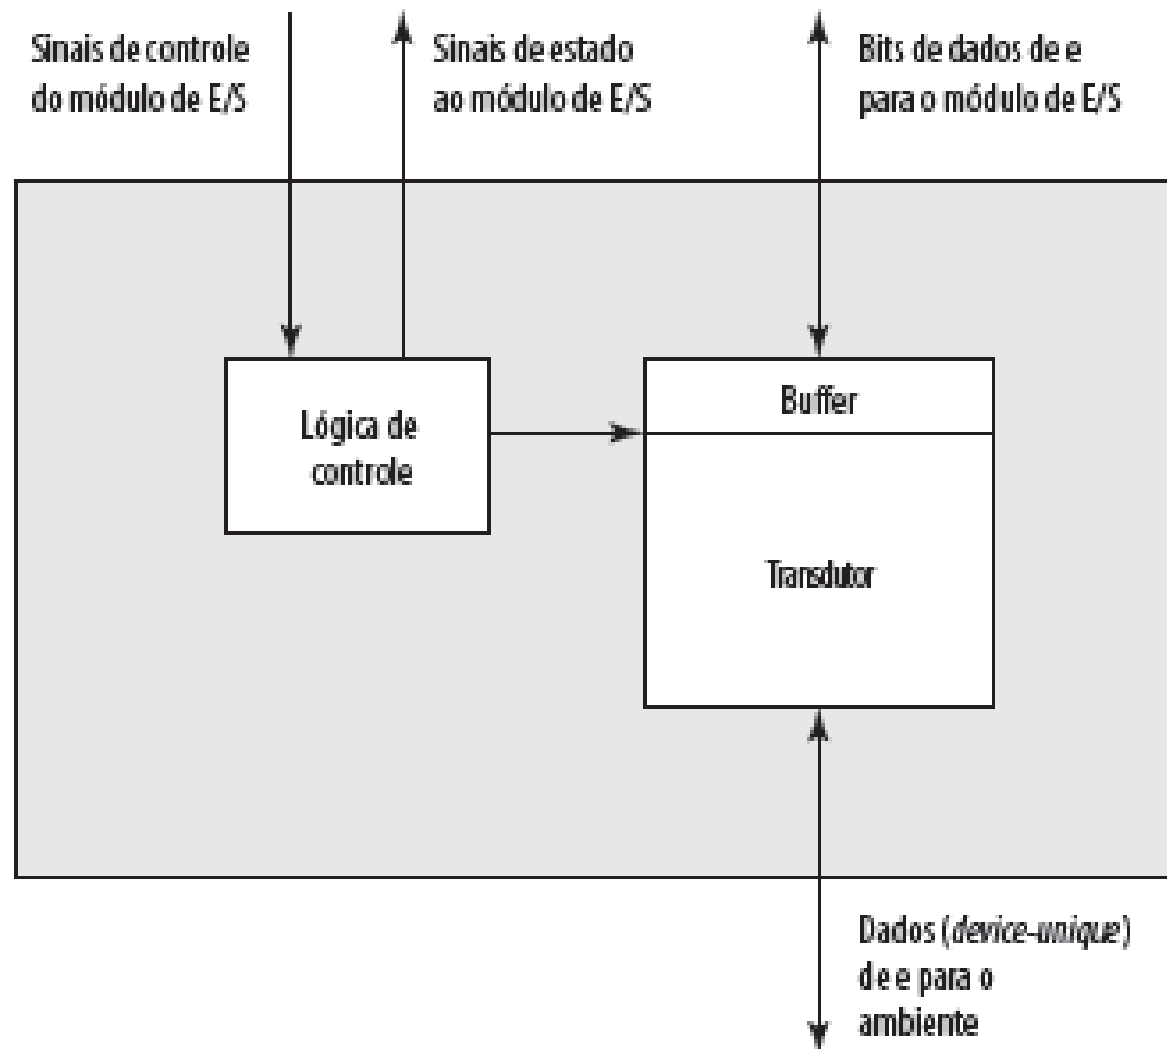 Sinais de controle
do módulo de E/S
Sinais de estado
ao módulo de E/S
Bits de dados de e
para o módulo de E/S
Lógica de
controle
Buffer
Transdutor
Dados (device-unique)
de e para o
ambiente